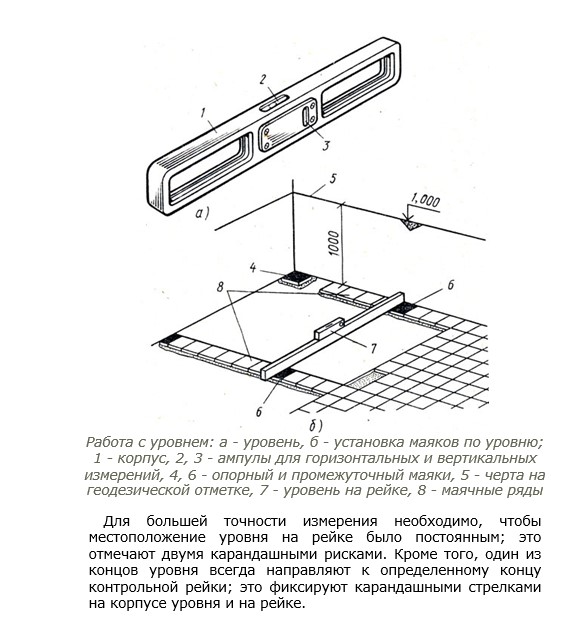 2
1
3
а)
5
1,000
1000
4
8
6
7
6
б)
Работа с уровнем: а - уровень, б - установка маяков по уровню;
1 - корпус, 2, 3 - ампулы для горизонтальных и вертикальных
измерений, 4, 6 - опорный и промежуточный маяки, 5 - черта на
геодезической отметке, 7 - уровень на рейке, 8 - маячные ряды
Для большей точности измерения необходимо, чтобы
местоположение уровня на рейке было постоянным; это
отмечают двумя карандашными рисками. Кроме того, один из
концов уровня всегда направляют к определенному концу
контрольной рейки; это фиксируют карандашными стрелками
на корпусе уровня и на рейке.